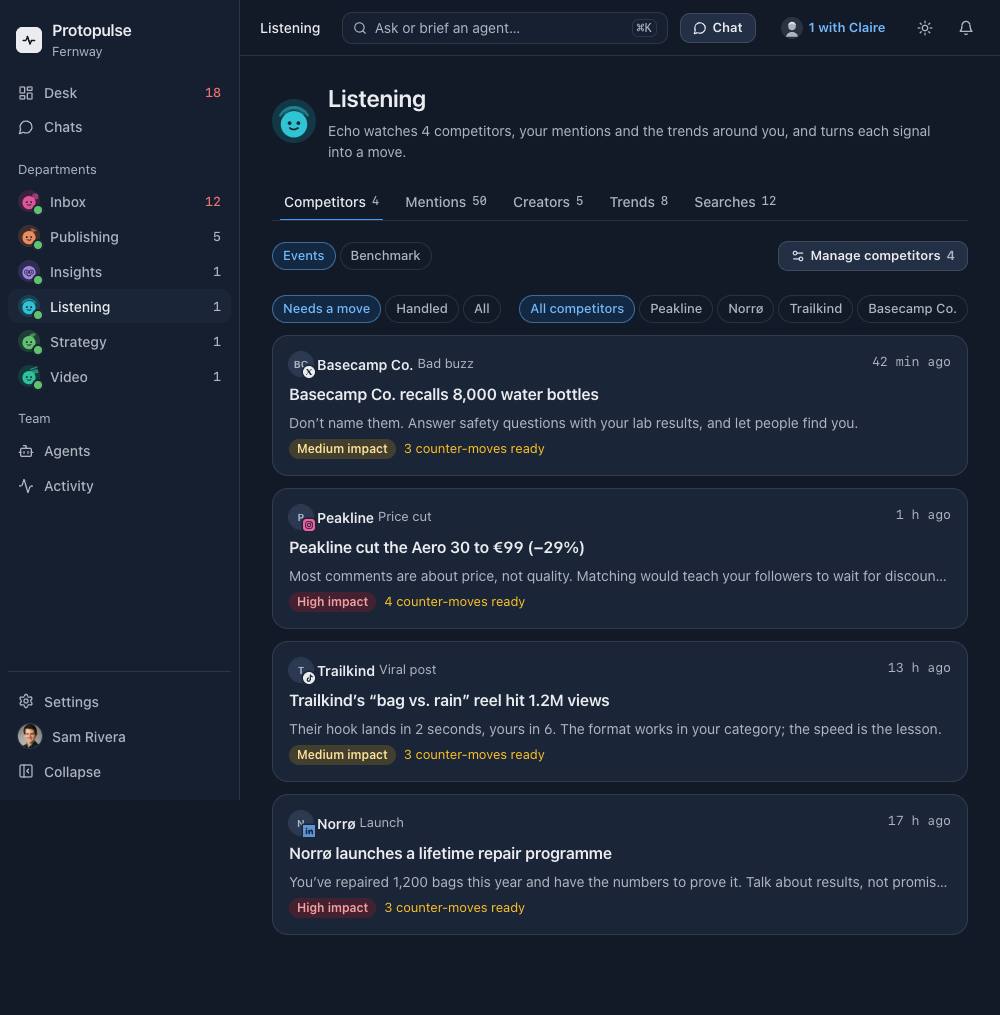 Protopulse
Fernway
Desk 18
Chats
Departments
Inbox 12
Publishing 5
Insights 1
Listening 1
Strategy 1
Video 1
Team
Agents
Activity
Settings
Sam Rivera
Collapse
Listening
Ask or brief an agent…
⌘K
Chat
1 with Claire
Listening
Echo watches 4 competitors, your mentions and the trends around you, and turns each signal
into a move.
Competitors 4 Mentions 50 Creators 5 Trends 8 Searches 12
Events Benchmark Manage competitors 4
Needs a move Handled All All competitors Peakline Norrø Trailkind Basecamp Co.
BC Basecamp Co. Bad buzz 42 min ago
Basecamp Co. recalls 8,000 water bottles
Don’t name them. Answer safety questions with your lab results, and let people find you.
Medium impact 3 counter-moves ready
P Peakline Price cut 1 h ago
Peakline cut the Aero 30 to €99 (−29%)
Most comments are about price, not quality. Matching would teach your followers to wait for discoun…
High impact 4 counter-moves ready
T Trailkind Viral post 13 h ago
Trailkind’s “bag vs. rain” reel hit 1.2M views
Their hook lands in 2 seconds, yours in 6. The format works in your category; the speed is the lesson.
Medium impact 3 counter-moves ready
N Norrø Launch 17 h ago
Norrø launches a lifetime repair programme
You’ve repaired 1,200 bags this year and have the numbers to prove it. Talk about results, not promis…
High impact 3 counter-moves ready